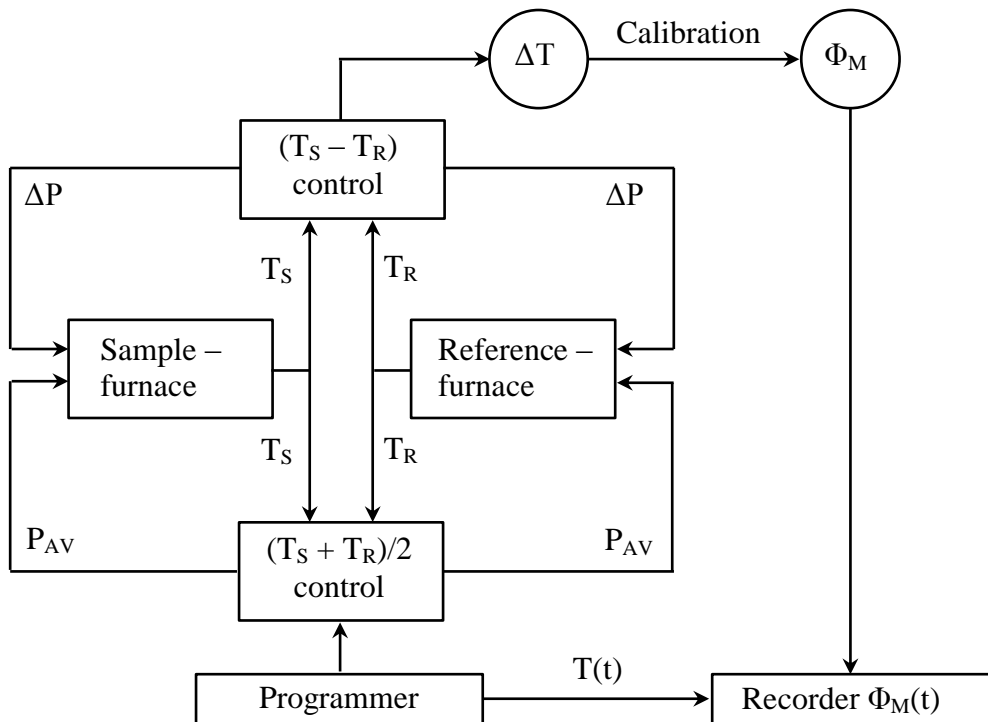 Calibration
ΔT
Φ_M
(T_S – T_R)
control
ΔP
ΔP
T_S
T_R
Sample –
furnace
Reference –
furnace
T_S
T_R
P_AV
(T_S + T_R)/2
control
P_AV
T(t)
Programmer
Recorder Φ_M(t)